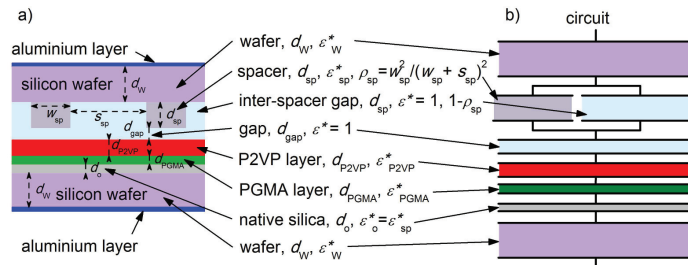 a)
b)
circuit
aluminium layer
wafer, d_W, ε*_W
silicon wafer
d_W
spacer, d_sp, ε*_sp, ρ_sp=w_sp^2/(w_sp + s_sp)^2
inter-spacer gap, d_sp, ε* = 1, 1-ρ_sp
w_sp
s_sp
d_sp
d_gap
gap, d_gap, ε* = 1
d_P2VP
P2VP layer, d_P2VP, ε*_P2VP
d_o
d_PGMA
PGMA layer, d_PGMA, ε*_PGMA
d_W
silicon wafer
native silica, d_o, ε*_o=ε*_sp
aluminium layer
wafer, d_W, ε*_W